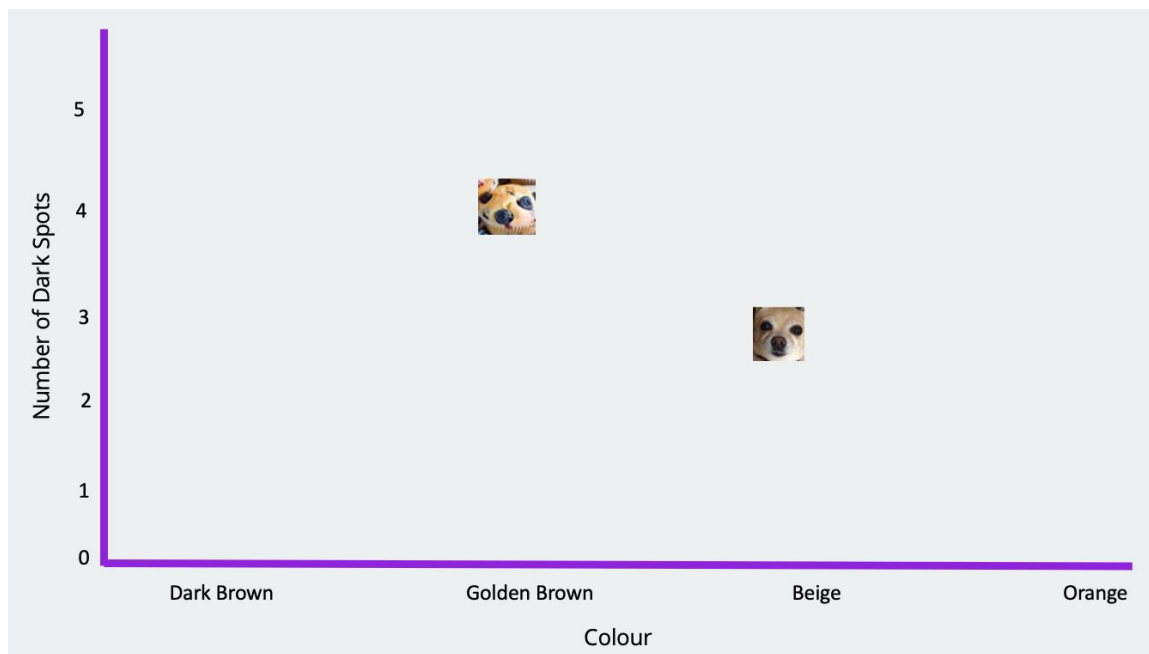 Number of Dark Spots
5
4
3
2
1
0
Dark Brown
Golden Brown
Beige
Orange
Colour